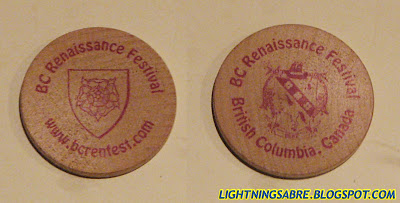 BC Renaissance Festival
www.bcrenfest.com
BC Renaissance Festival
British Columbia, Canada
LIGHTNINGSABRE.BLOGSPOT.COM